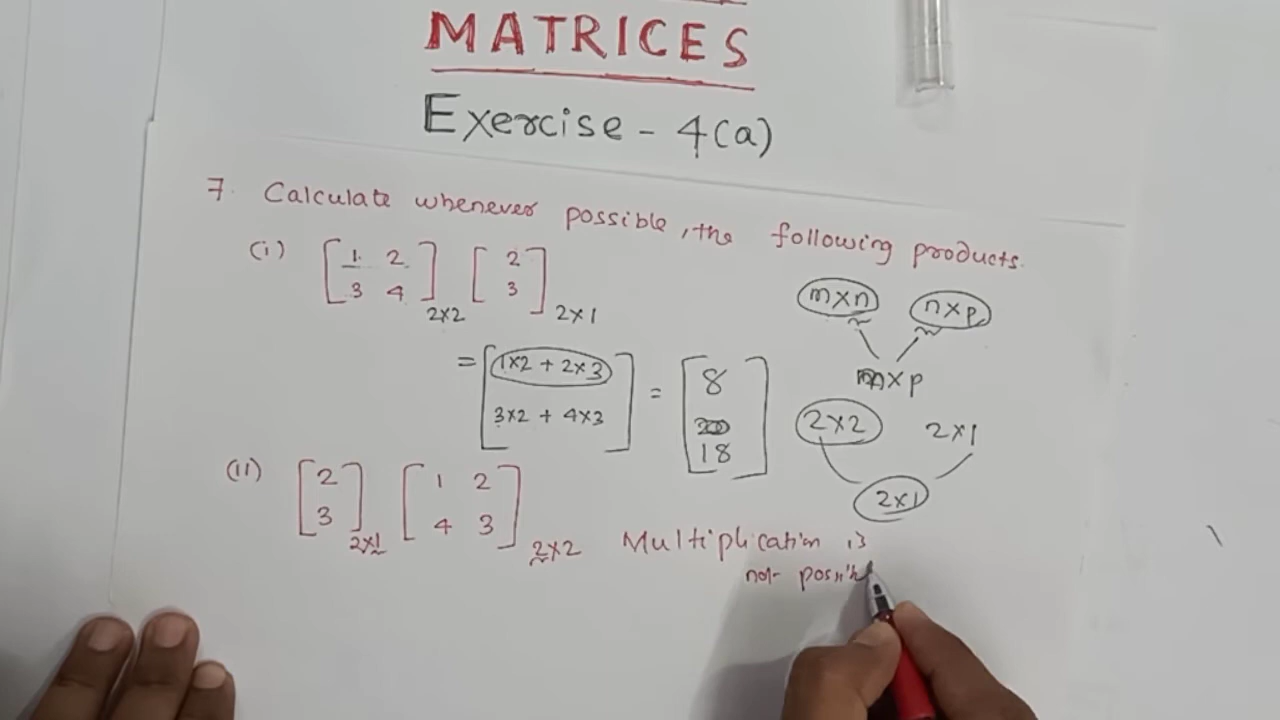 MATRICES
Exercise - 4(a)
7. Calculate whenever possible, the following products.
(i) [1 2] [2]
[3 4] 2×2 [3] 2×1
m×n n×p
m×p
= [1×2 + 2×3] = [8]
[3×2 + 4×3] [18]
2×2 2×1
2×1
(ii) [2] [1 2]
[3] 2×1 [4 3] 2×2 Multiplication is
not